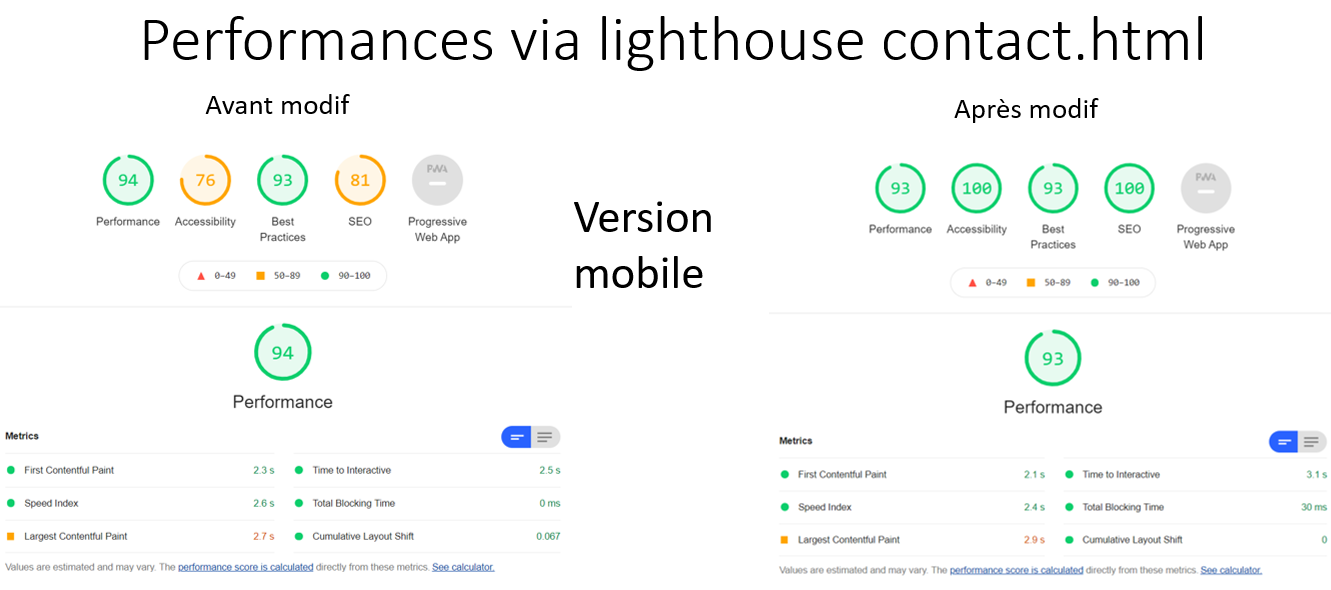 Performances via lighthouse contact.html
Avant modif
94
76
93
81
PWA
Performance
Accessibility
Best
Practices
SEO
Progressive
Web App
0–49
50–89
90–100
94
Performance
Metrics
First Contentful Paint 2.3 s
Time to Interactive 2.5 s
Speed Index 2.6 s
Total Blocking Time 0 ms
Largest Contentful Paint 2.7 s
Cumulative Layout Shift 0.067
Values are estimated and may vary. The performance score is calculated directly from these metrics. See calculator.
Version
mobile
Après modif
93
100
93
100
PWA
Performance
Accessibility
Best
Practices
SEO
Progressive
Web App
0–49
50–89
90–100
93
Performance
Metrics
First Contentful Paint 2.1 s
Time to Interactive 3.1 s
Speed Index 2.4 s
Total Blocking Time 30 ms
Largest Contentful Paint 2.9 s
Cumulative Layout Shift 0
Values are estimated and may vary. The performance score is calculated directly from these metrics. See calculator.